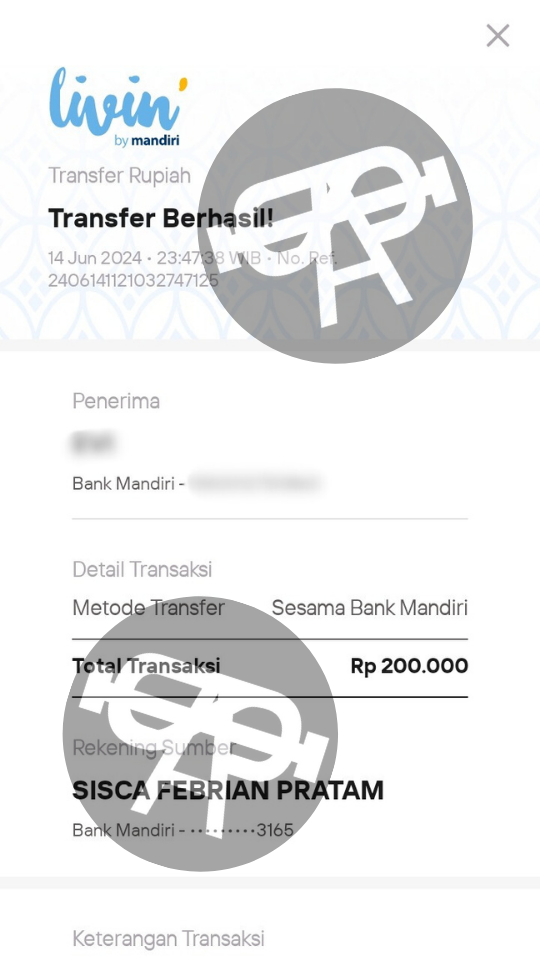 livin'
by mandiri
Transfer Rupiah
Transfer Berhasil!
14 Jun 2024 • 23:47:38 WIB • No. Ref.
2406141121032747125
Penerima
Bank Mandiri -
Detail Transaksi
Metode Transfer Sesama Bank Mandiri
Total Transaksi Rp 200.000
Rekening Sumber
SISCA FEBRIAN PRATAM
Bank Mandiri - •••••••••3165
Keterangan Transaksi